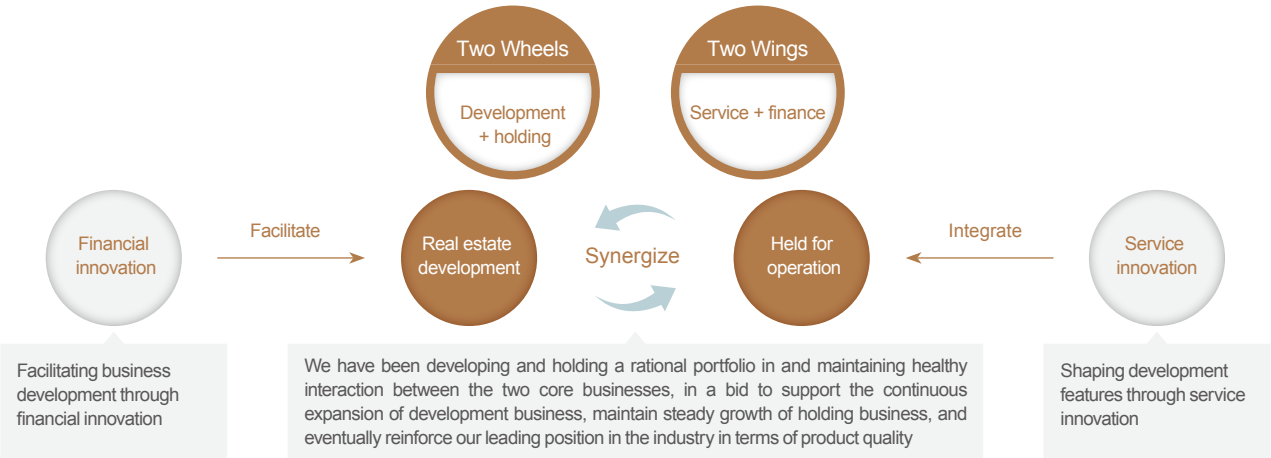 Two Wheels
Development
+ holding
Two Wings
Service + finance
Financial
innovation
Facilitate
Real estate
development
Synergize
Held for
operation
Integrate
Service
innovation
Facilitating business
development through
financial innovation
We have been developing and holding a rational portfolio in and maintaining healthy
interaction between the two core businesses, in a bid to support the continuous
expansion of development business, maintain steady growth of holding business, and
eventually reinforce our leading position in the industry in terms of product quality
Shaping development
features through service
innovation